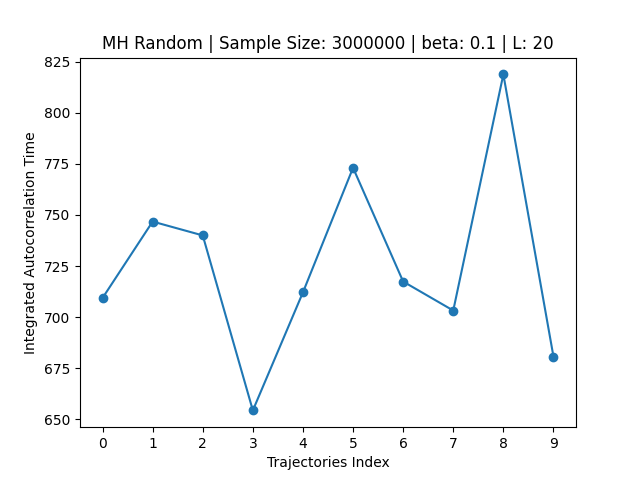 MH Random | Sample Size: 3000000 | beta: 0.1 | L: 20
825
800
775
750
725
700
675
650
Integrated Autocorrelation Time
0 1 2 3 4 5 6 7 8 9
Trajectories Index